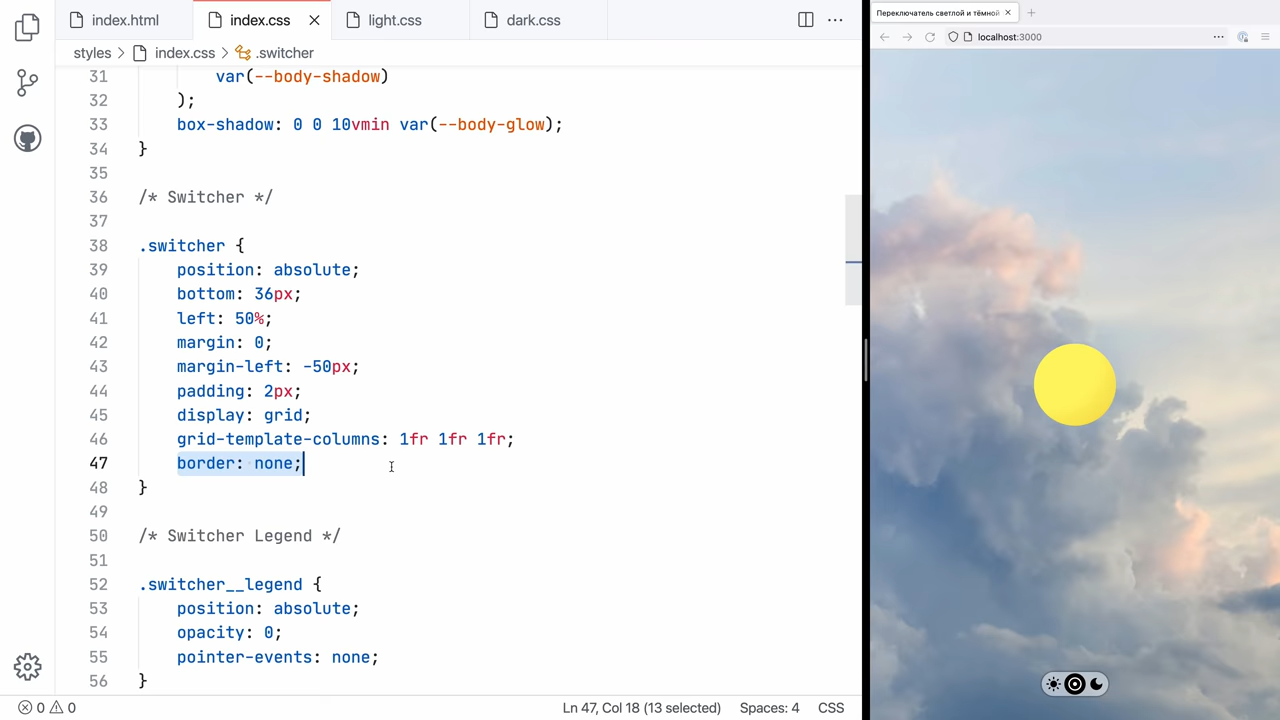 index.html
index.css
light.css
dark.css
styles
index.css
.switcher
31 var(--body-shadow)
32 );
33 box-shadow: 0 0 10vmin var(--body-glow);
34 }
35
36 /* Switcher */
37
38 .switcher {
39 position: absolute;
40 bottom: 36px;
41 left: 50%;
42 margin: 0;
43 margin-left: -50px;
44 padding: 2px;
45 display: grid;
46 grid-template-columns: 1fr 1fr 1fr;
47 border: none;
48 }
49
50 /* Switcher Legend */
51
52 .switcher__legend {
53 position: absolute;
54 opacity: 0;
55 pointer-events: none;
56 }
0 0
Ln 47, Col 18 (13 selected)
Spaces: 4
CSS
Переключатель светлой и тёмной
localhost:3000